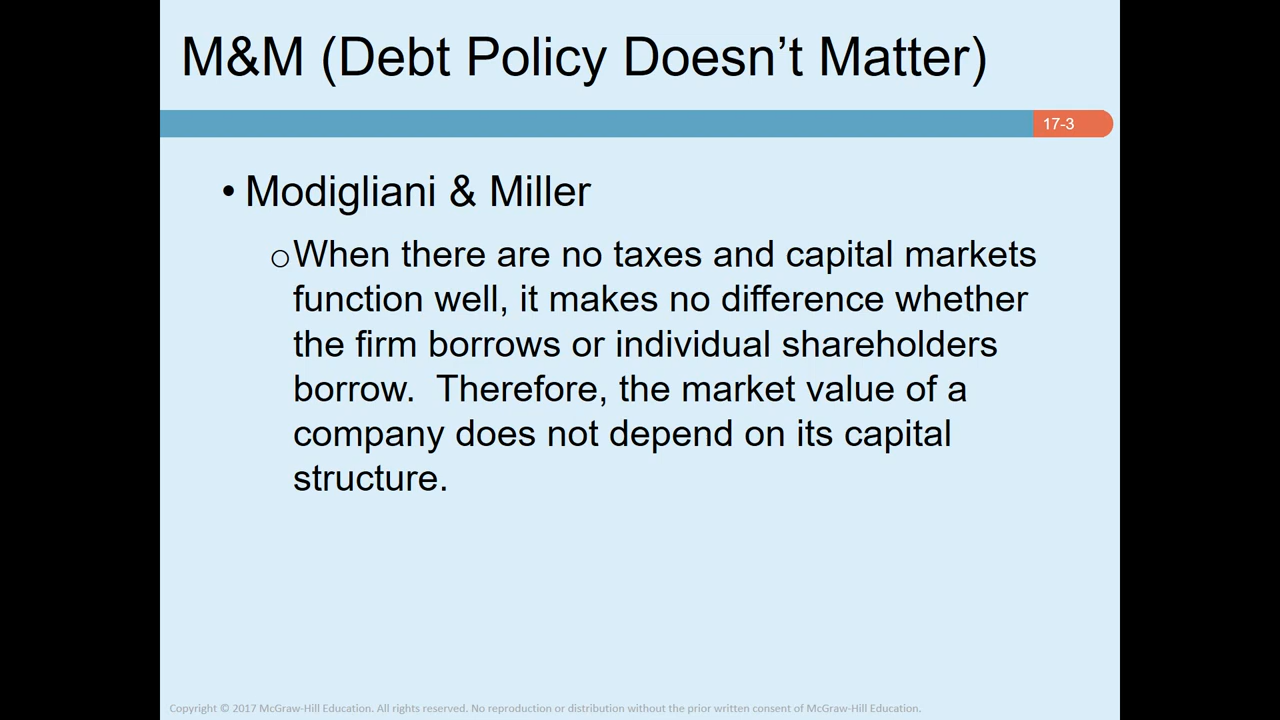 M&M (Debt Policy Doesn’t Matter)
17-3
• Modigliani & Miller
○When there are no taxes and capital markets
function well, it makes no difference whether
the firm borrows or individual shareholders
borrow.  Therefore, the market value of a
company does not depend on its capital
structure.
Copyright © 2017 McGraw-Hill Education. All rights reserved. No reproduction or distribution without the prior written consent of McGraw-Hill Education.